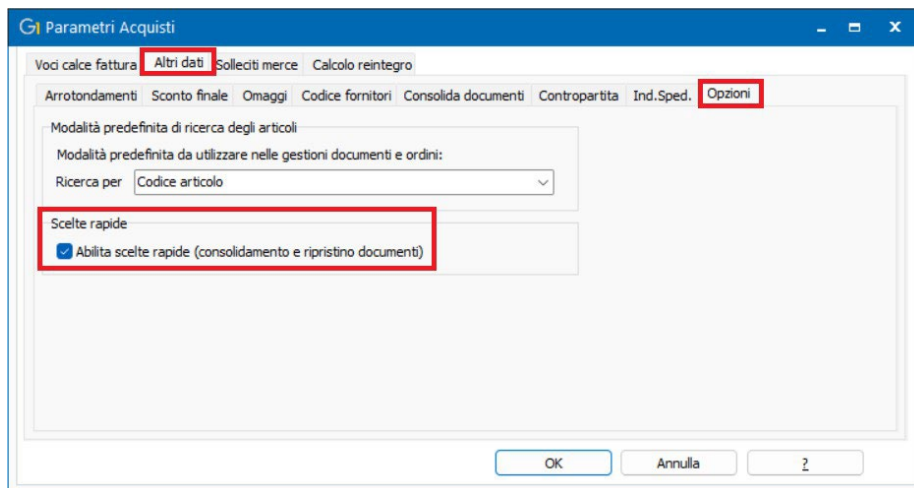 G1 Parametri Acquisti
Voci calce fattura Altri dati Solleciti merce Calcolo reintegro
Arrotondamenti Sconto finale Omaggi Codice fornitori Consolida documenti Contropartita Ind.Sped. Opzioni
Modalità predefinita di ricerca degli articoli
Modalità predefinita da utilizzare nelle gestioni documenti e ordini:
Ricerca per Codice articolo
Scelte rapide
Abilita scelte rapide (consolidamento e ripristino documenti)
OK Annulla ?